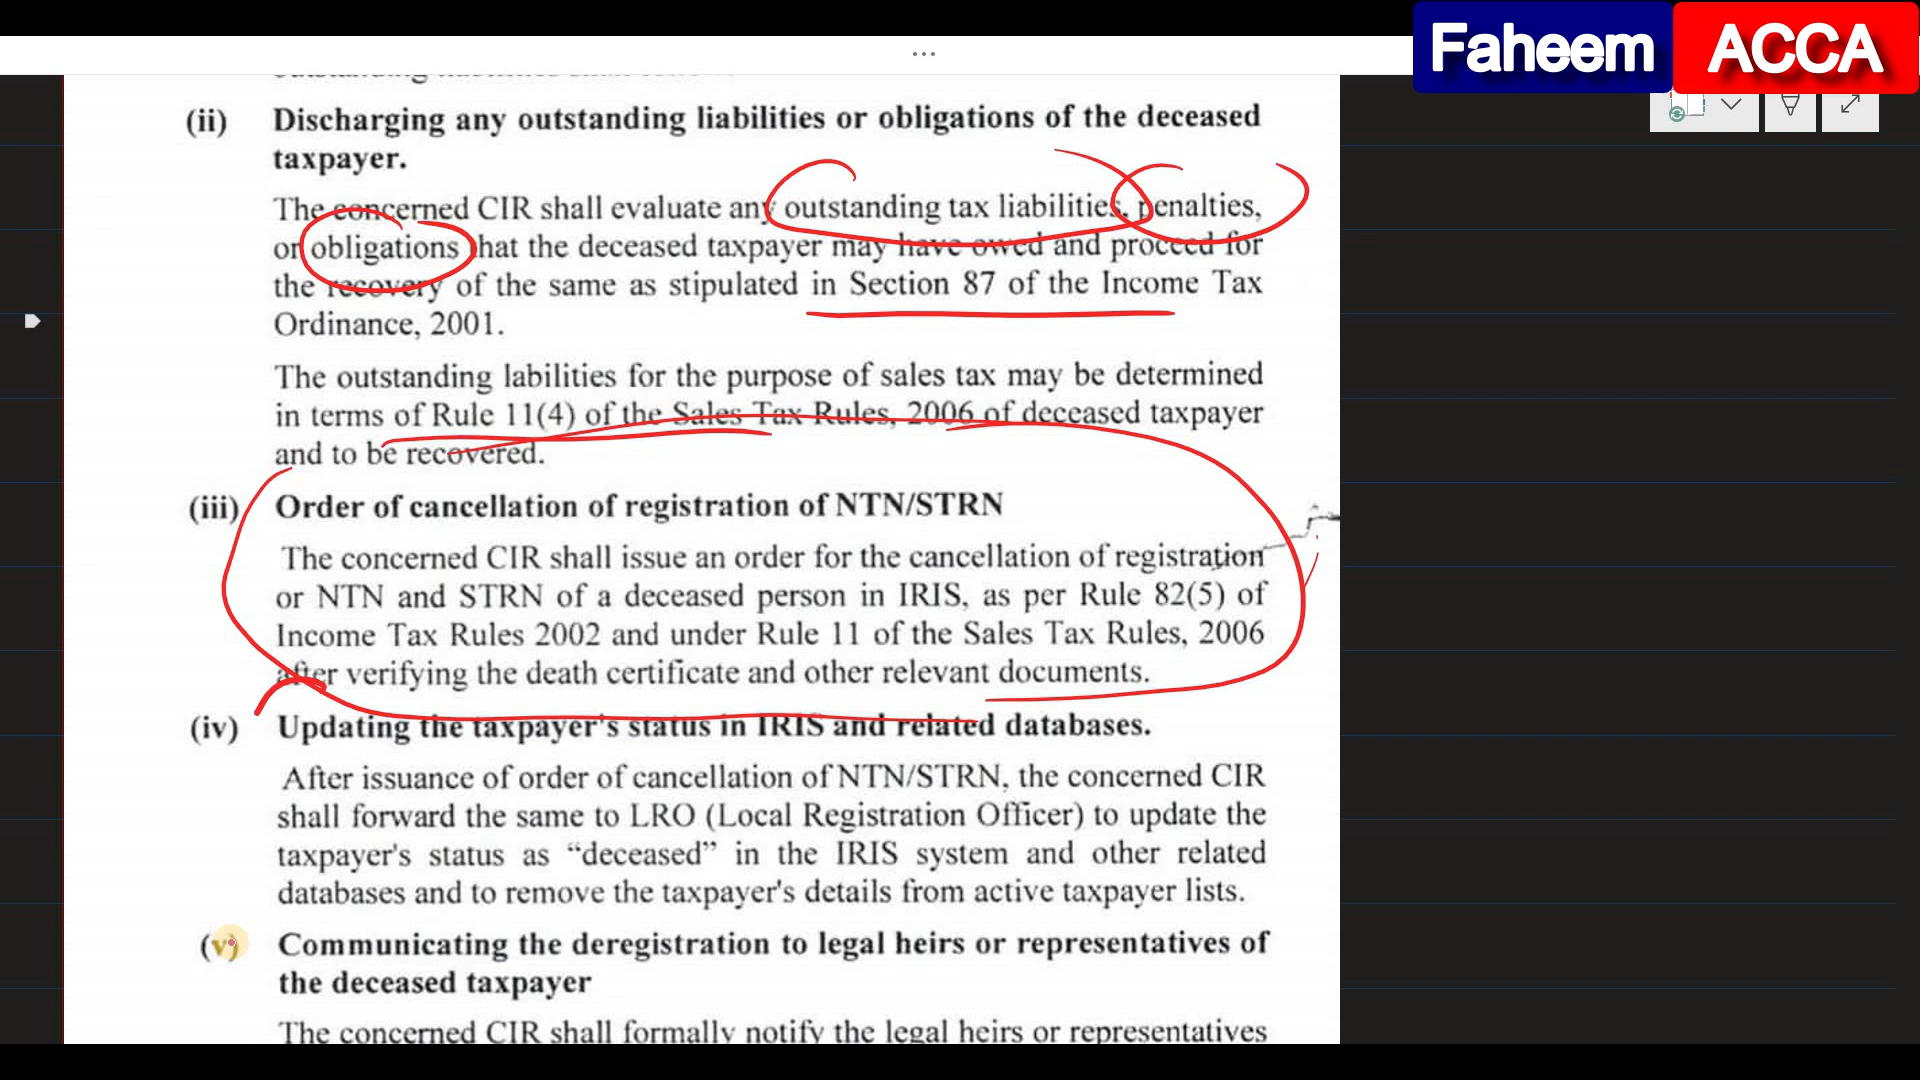 Faheem ACCA
(ii) Discharging any outstanding liabilities or obligations of the deceased
taxpayer.
The concerned CIR shall evaluate any outstanding tax liabilities, penalties,
or obligations that the deceased taxpayer may have owed and proceed for
the recovery of the same as stipulated in Section 87 of the Income Tax
Ordinance, 2001.
The outstanding labilities for the purpose of sales tax may be determined
in terms of Rule 11(4) of the Sales Tax Rules, 2006 of deceased taxpayer
and to be recovered.
(iii) Order of cancellation of registration of NTN/STRN
The concerned CIR shall issue an order for the cancellation of registration
or NTN and STRN of a deceased person in IRIS, as per Rule 82(5) of
Income Tax Rules 2002 and under Rule 11 of the Sales Tax Rules, 2006
after verifying the death certificate and other relevant documents.
(iv) Updating the taxpayer's status in IRIS and related databases.
After issuance of order of cancellation of NTN/STRN, the concerned CIR
shall forward the same to LRO (Local Registration Officer) to update the
taxpayer's status as “deceased” in the IRIS system and other related
databases and to remove the taxpayer's details from active taxpayer lists.
(v) Communicating the deregistration to legal heirs or representatives of
the deceased taxpayer
The concerned CIR shall formally notify the legal heirs or representatives